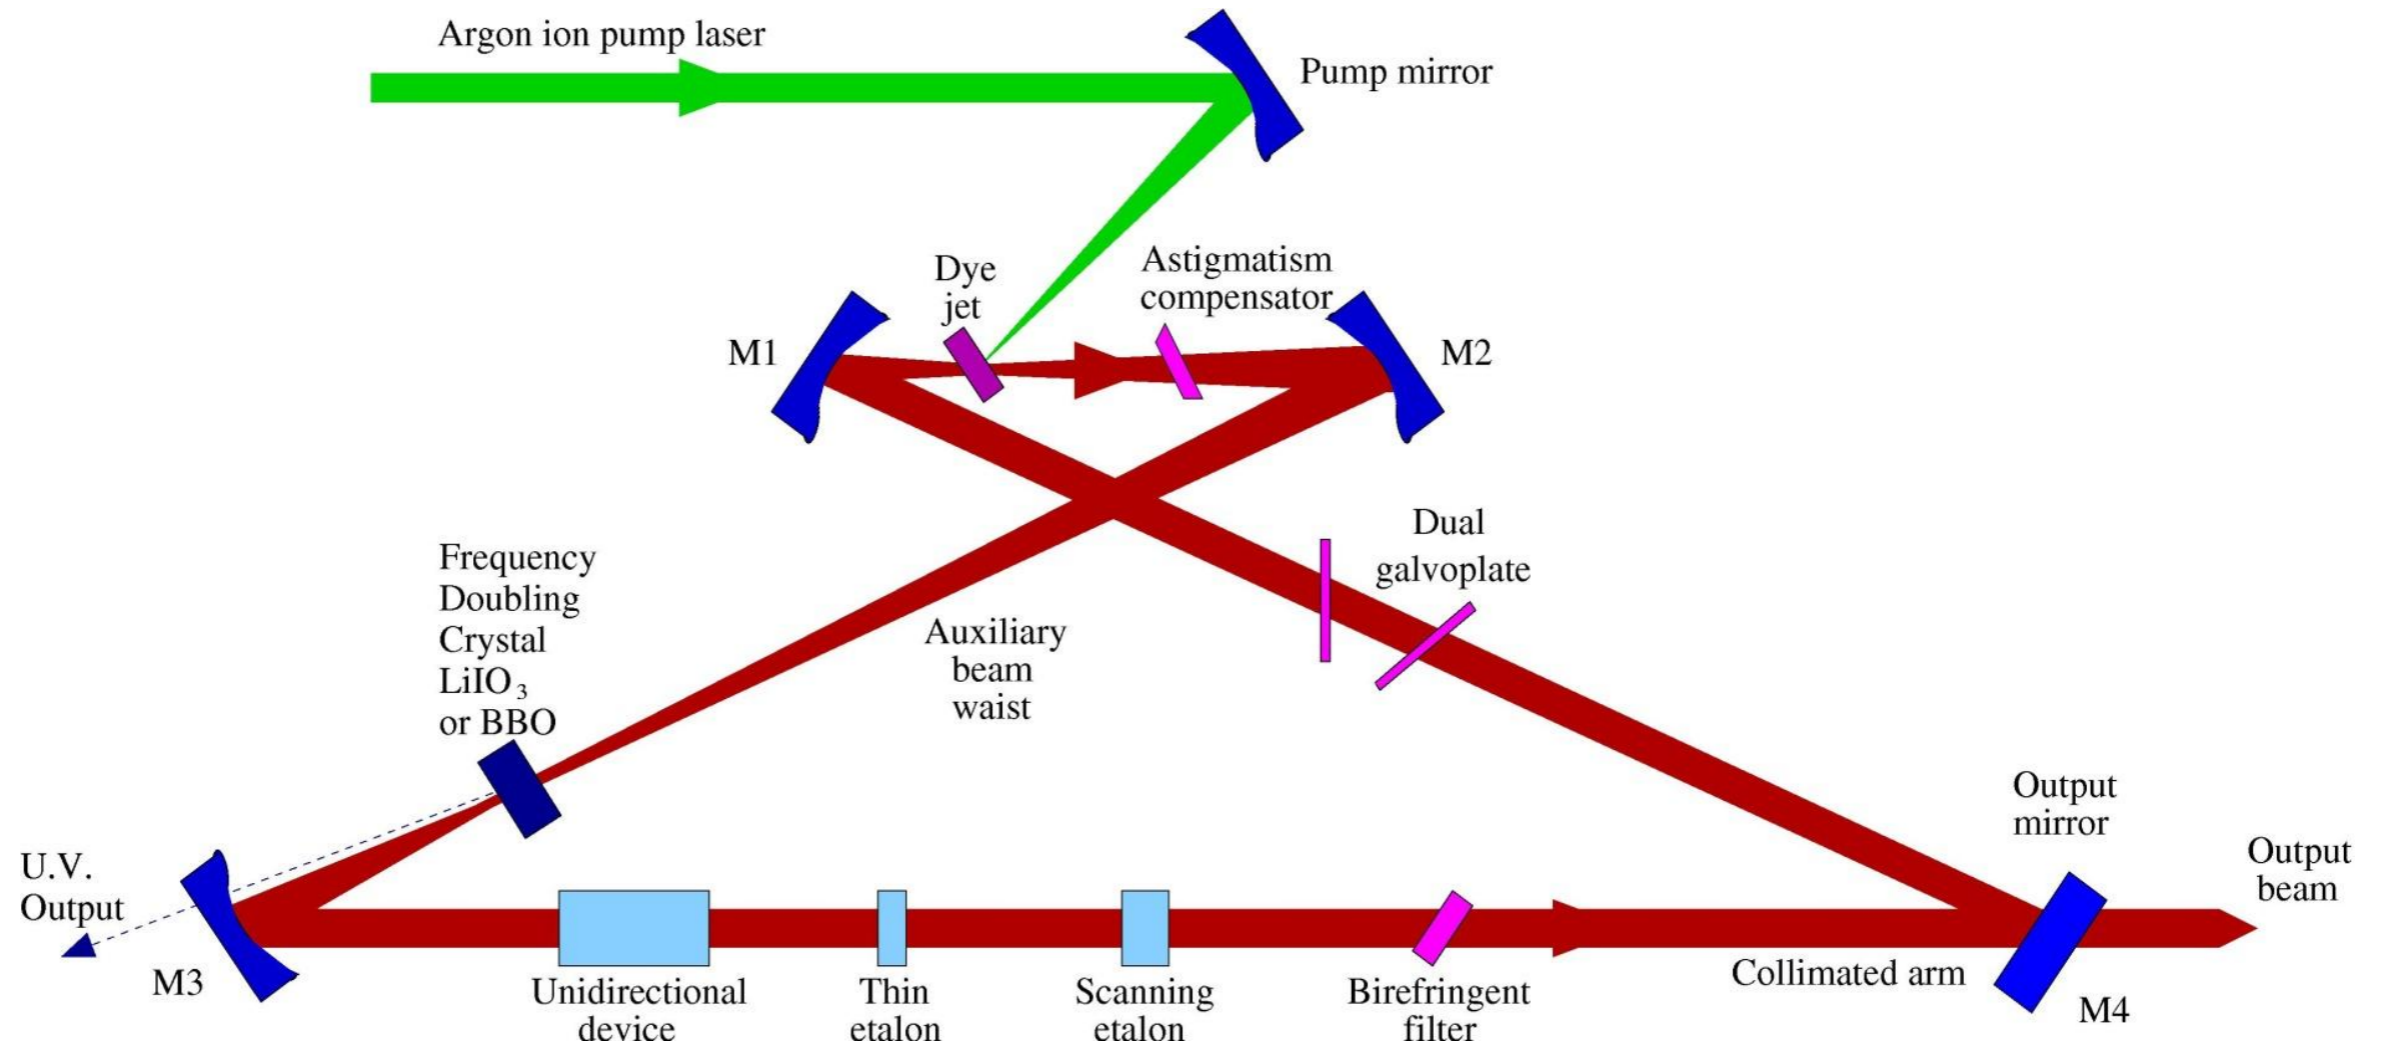 Argon ion pump laser
Pump mirror
Dye
jet
Astigmatism
compensator
M1
M2
Dual
galvoplate
Frequency
Doubling
Crystal
LiIO₃
or BBO
Auxiliary
beam
waist
Output
mirror
Output
beam
U.V.
Output
M3
Unidirectional
device
Thin
etalon
Scanning
etalon
Birefringent
filter
Collimated arm
M4